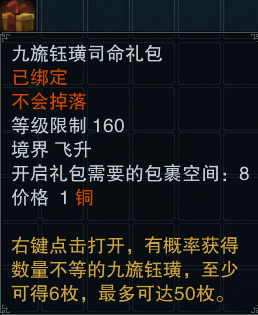 九旒钰璜司命礼包
已绑定
不会掉落
等级限制 160
境界 飞升
开启礼包需要的包裹空间：8
价格 1 铜
右键点击打开，有概率获得
数量不等的九旒钰璜，至少
可得6枚，最多可达50枚。